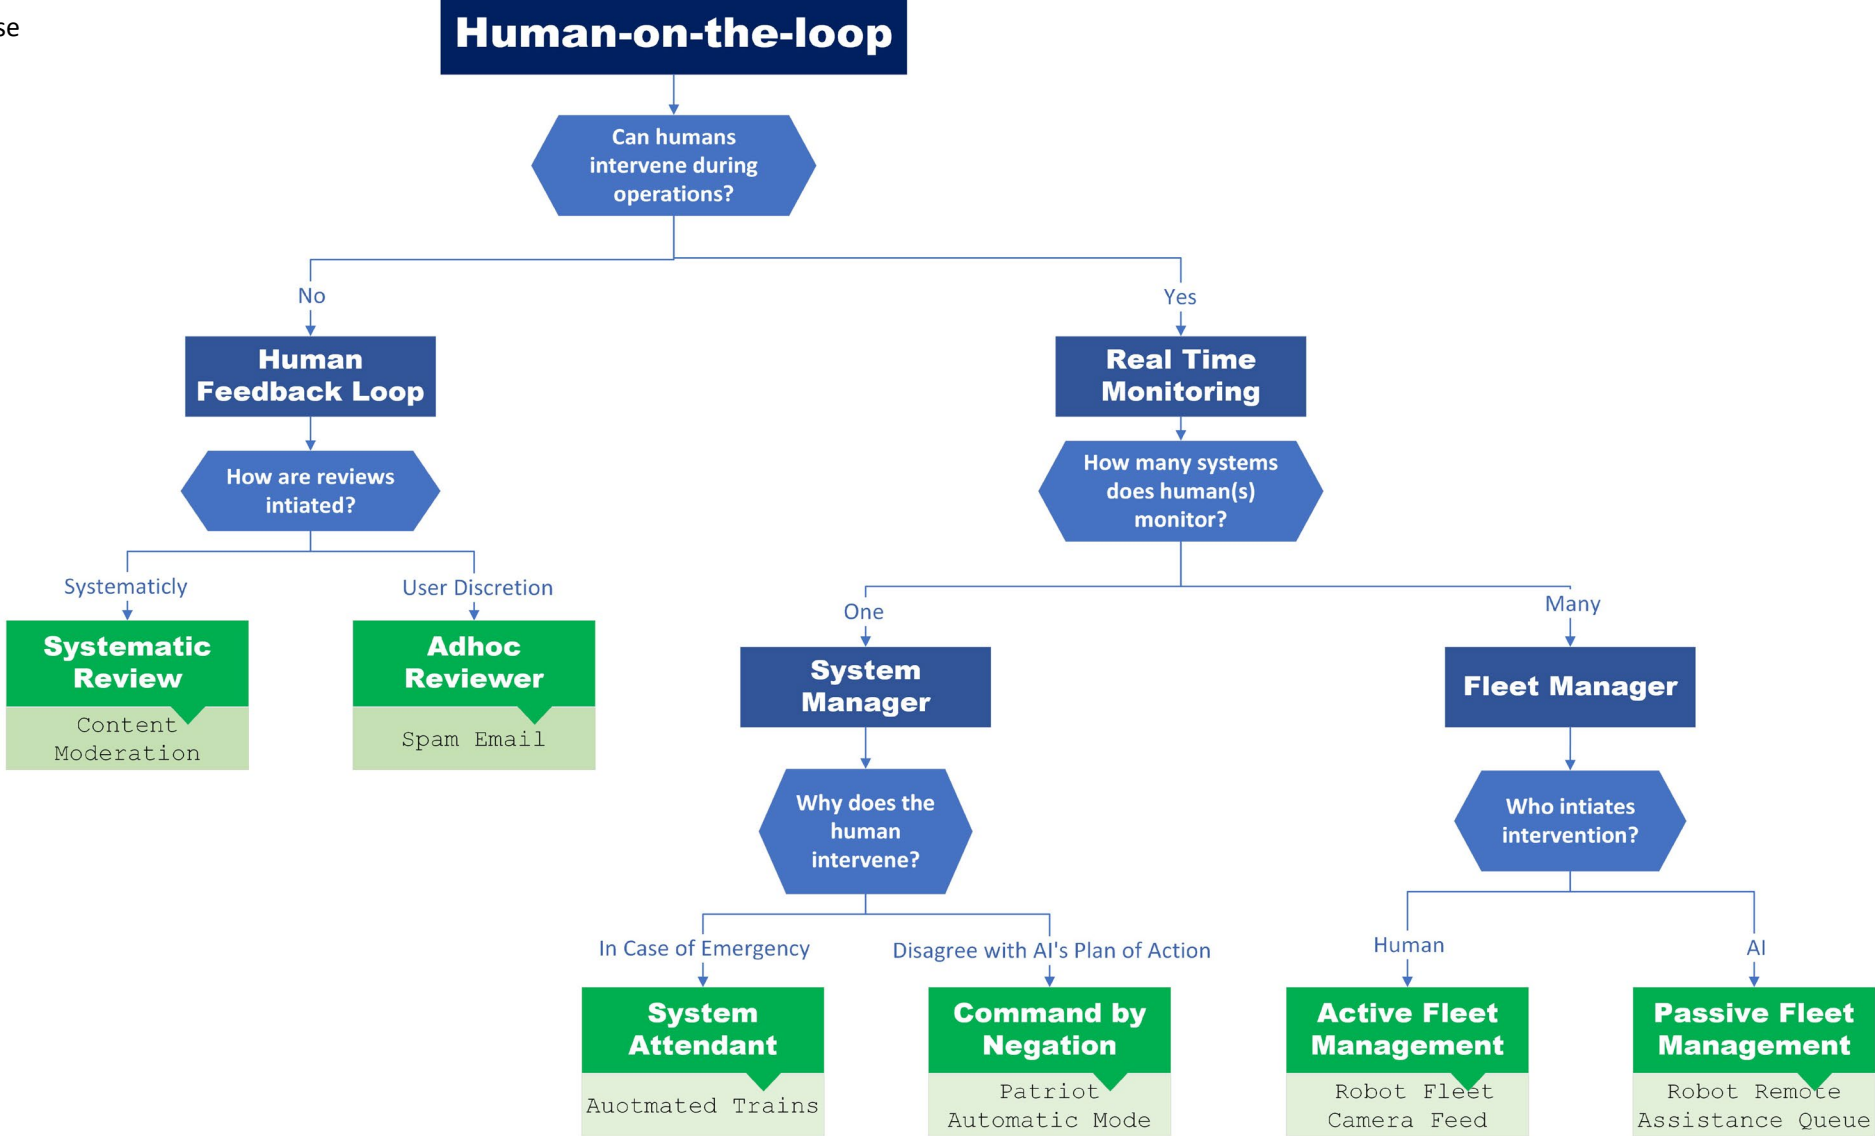 se
Human-on-the-loop
Can humans
intervene during
operations?
No
Yes
Human
Feedback Loop
Real Time
Monitoring
How are reviews
intiated?
How many systems
does human(s)
monitor?
Systematicly
User Discretion
One
Many
Systematic
Review
Content
Moderation
Adhoc
Reviewer
Spam Email
System
Manager
Fleet Manager
Why does the
human
intervene?
Who intiates
intervention?
In Case of Emergency
Disagree with AI's Plan of Action
Human
AI
System
Attendant
Auotmated Trains
Command by
Negation
Patriot
Automatic Mode
Active Fleet
Management
Robot Fleet
Camera Feed
Passive Fleet
Management
Robot Remote
Assistance Queue